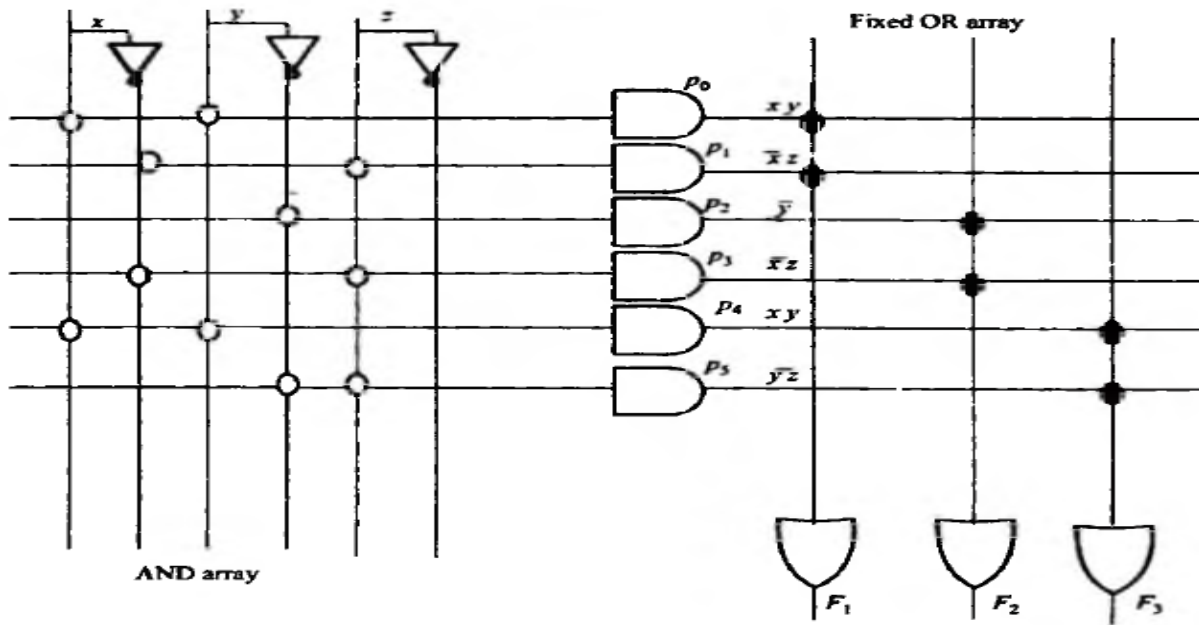 x y z Fixed OR array
p₀ x y
p₁ x̅ z
p₂ y̅
p₃ x̅ z
p₄ x y
p₅ y̅ z
AND array
F₁ F₂ F₃